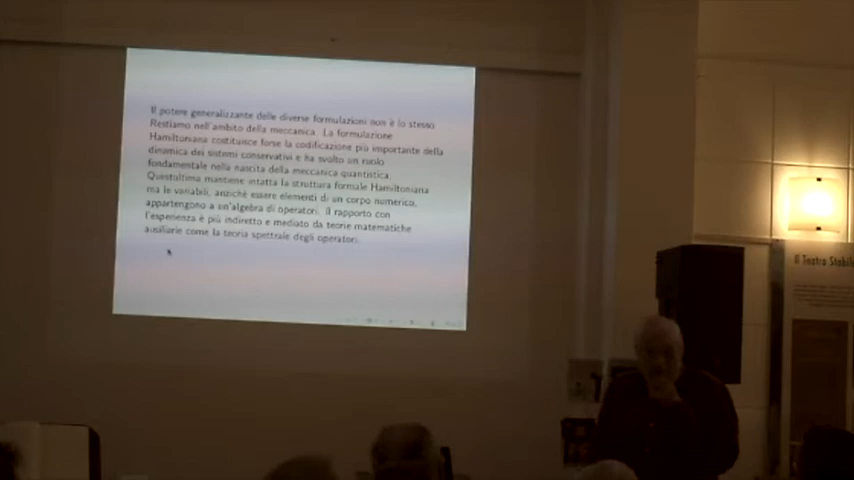 Il potere generalizzante delle diverse formulazioni non è lo stesso
Restiamo nell'ambito della meccanica. La formulazione
Hamiltoniana costituisce forse la codificazione più importante della
dinamica dei sistemi conservativi e ha svolto un ruolo
fondamentale nella nascita della meccanica quantistica.
Quest'ultima mantiene intatta la struttura formale Hamiltoniana
ma le variabili, anziché essere elementi di un corpo numerico,
appartengono a un'algebra di operatori. Il rapporto con
l'esperienza è più indiretto e mediato da teorie matematiche
ausiliarie come la teoria spettrale degli operatori.
Il Teatro Stabile